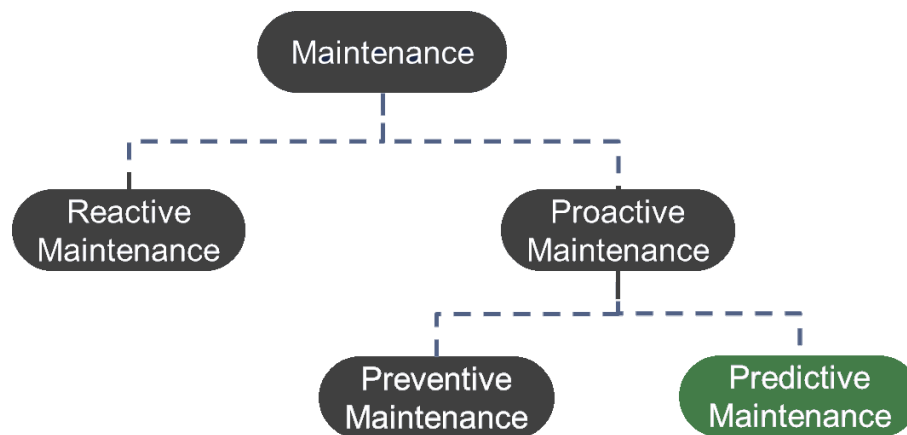 Maintenance
Reactive
Maintenance
Proactive
Maintenance
Preventive
Maintenance
Predictive
Maintenance